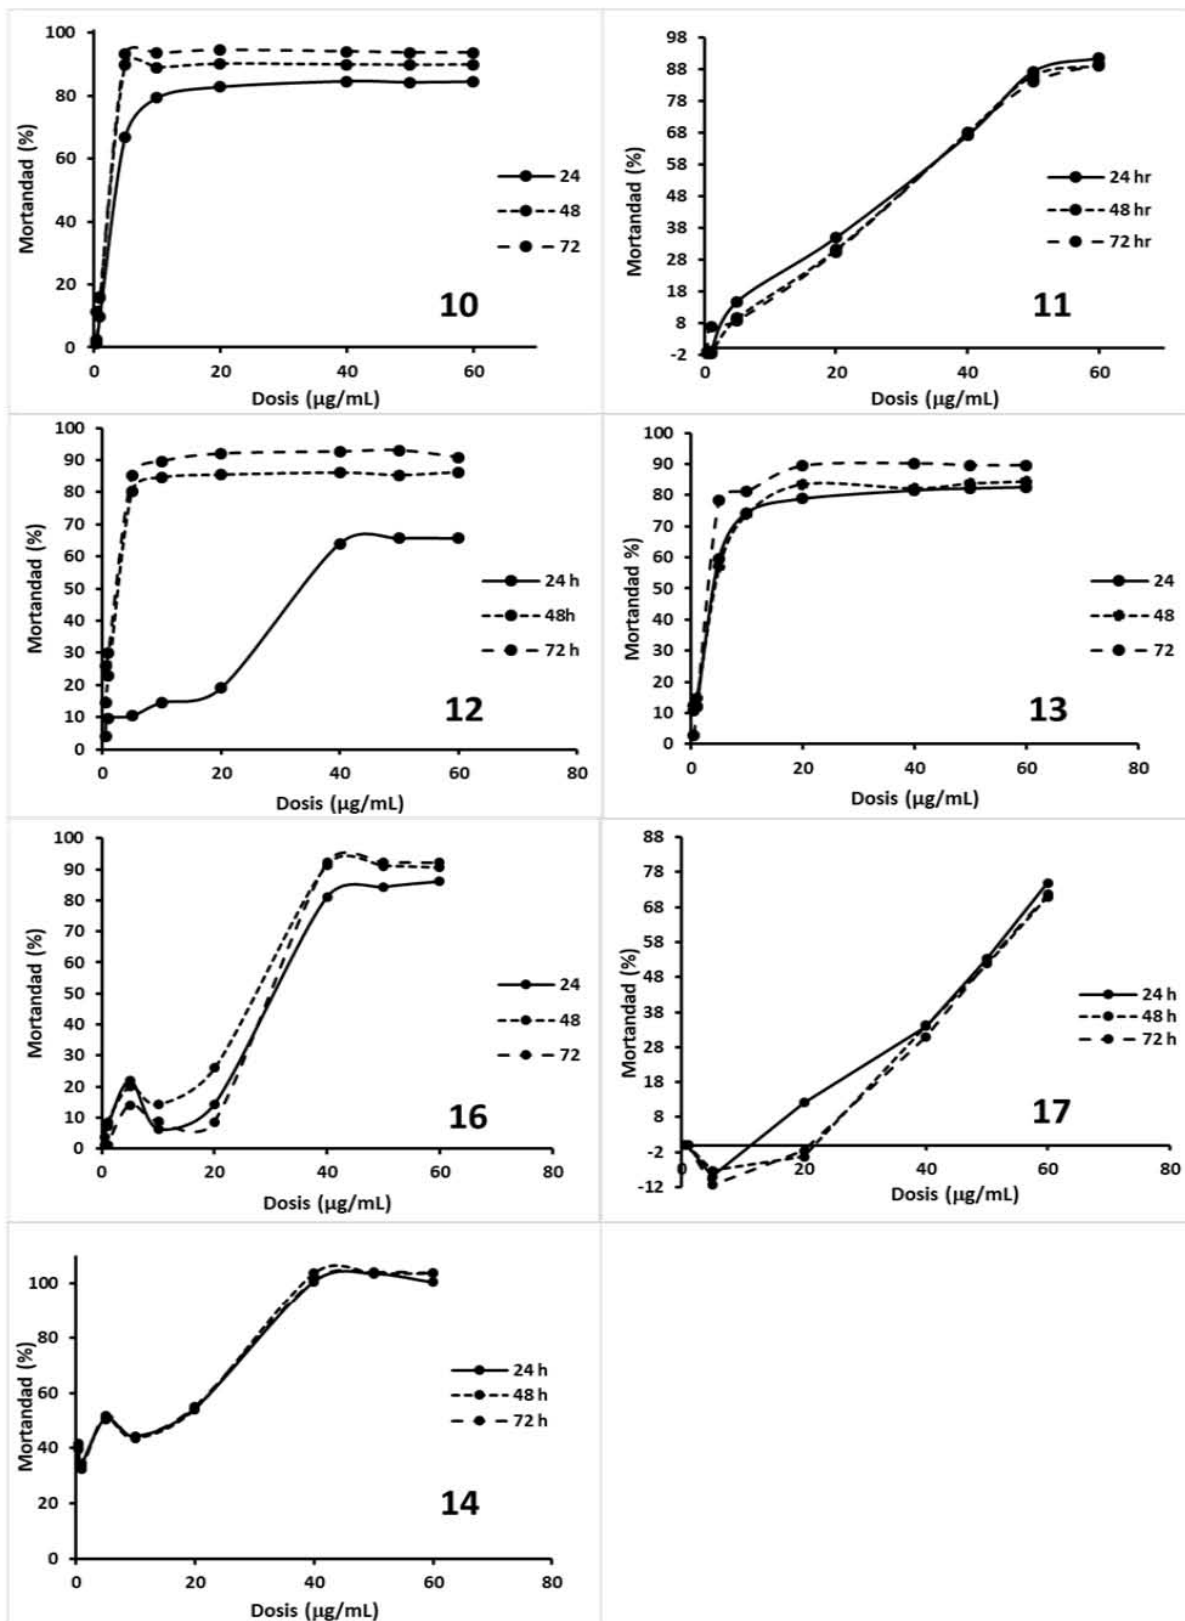 100
80
60
40
20
0
Mortandad (%)
24
48
72
10
0 20 40 60
Dosis (µg/mL)
98
88
78
68
58
48
38
28
18
8
-2
Mortandad (%)
24 hr
48 hr
72 hr
11
0 20 40 60
Dosis (µg/mL)
100
90
80
70
60
50
40
30
20
10
0
Mortandad (%)
24 h
48h
72 h
12
0 20 40 60 80
Dosis (µg/mL)
100
90
80
70
60
50
40
30
20
10
0
Mortandad %)
24
48
72
13
0 20 40 60 80
Dosis (µg/mL)
100
90
80
70
60
50
40
30
20
10
0
Mortandad (%)
24
48
72
16
0 20 40 60 80
Dosis (µg/mL)
88
78
68
58
48
38
28
18
8
-2
-12
Mortandad (%)
24 h
48 h
72 h
17
0 20 40 60 80
Dosis (µg/mL)
100
80
60
40
20
0
Mortandad (%)
24 h
48 h
72 h
14
0 20 40 60 80
Dosis (µg/mL)